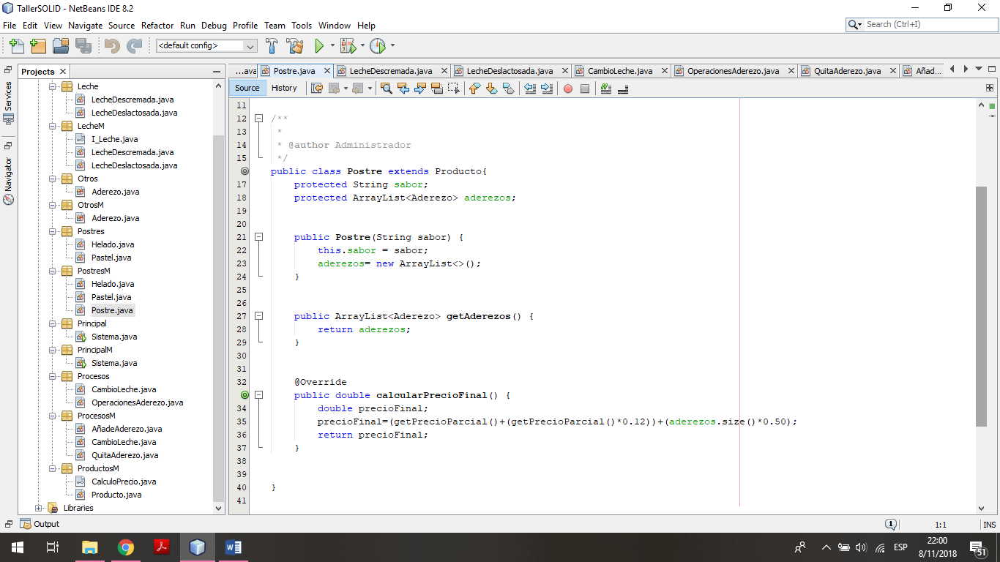 TallerSOLID - NetBeans IDE 8.2
File Edit View Navigate Source Refactor Run Debug Profile Team Tools Window Help
Search (Ctrl+I)
<default config>
Services
Navigator
Projects
Leche
LecheDescremada.java
LecheDeslactosada.java
LecheM
I_Leche.java
LecheDescremada.java
LecheDeslactosada.java
Otros
Aderezo.java
OtrosM
Aderezo.java
Postres
Helado.java
Pastel.java
PostresM
Helado.java
Pastel.java
Postre.java
Principal
Sistema.java
PrincipalM
Sistema.java
Procesos
CambioLeche.java
OperacionesAderezo.java
ProcesosM
AñadeAderezo.java
CambioLeche.java
QuitaAderezo.java
ProductosM
CalculoPrecio.java
Producto.java
Libraries
...ava Postre.java LecheDescremada.java LecheDeslactosada.java CambioLeche.java OperacionesAderezo.java QuitaAderezo.java Añad...
Source History
11
12 /**
13 *
14 * @author Administrador
15 */
public class Postre extends Producto{
17 protected String sabor;
18 protected ArrayList<Aderezo> aderezos;
19
20
21 public Postre(String sabor) {
22 this.sabor = sabor;
23 aderezos= new ArrayList<>();
24 }
25
26
27 public ArrayList<Aderezo> getAderezos() {
28 return aderezos;
29 }
30
31
32 @Override
public double calcularPrecioFinal() {
34 double precioFinal;
35 precioFinal=(getPrecioParcial()+(getPrecioParcial()*0.12))+(aderezos.size()*0.50);
36 return precioFinal;
37 }
38
39
40 }
41
Output
1
1:1
INS
ESP
22:00
8/11/2018
51